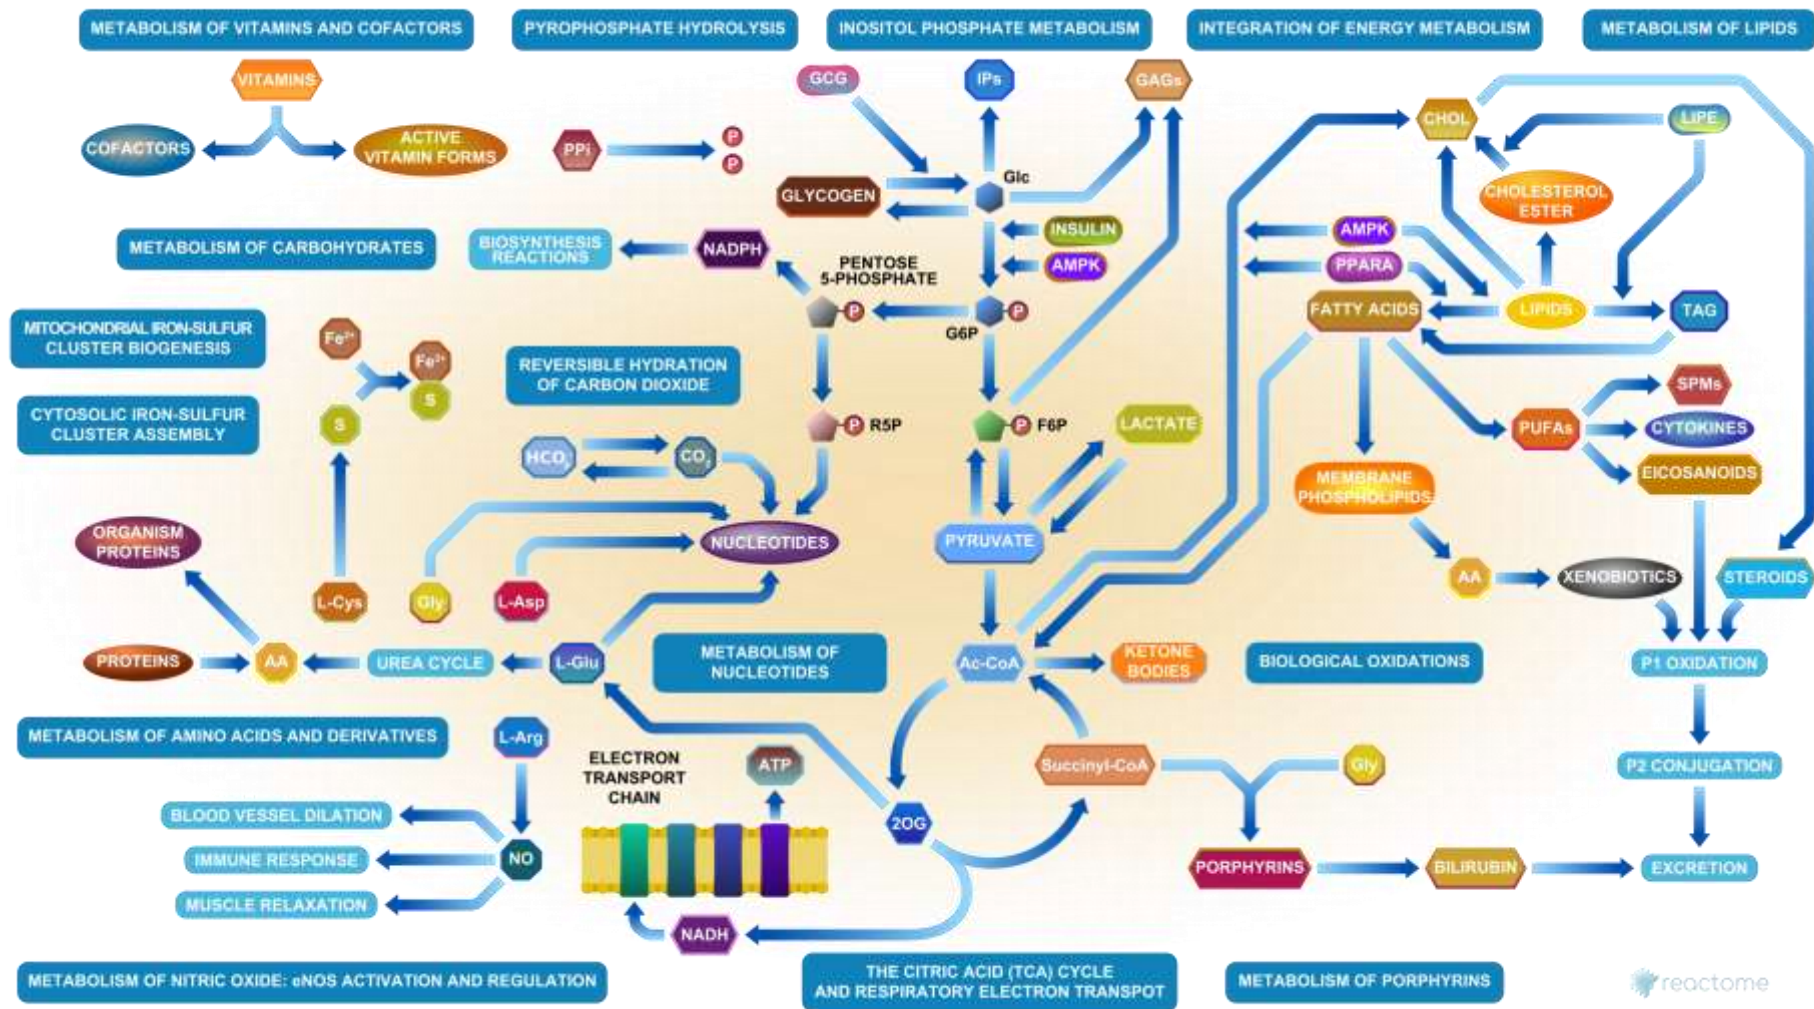 METABOLISM OF VITAMINS AND COFACTORS
PYROPHOSPHATE HYDROLYSIS
INOSITOL PHOSPHATE METABOLISM
INTEGRATION OF ENERGY METABOLISM
METABOLISM OF LIPIDS
VITAMINS
GCG
IPs
GAGs
CHOL
LIPE
COFACTORS
ACTIVE
VITAMIN FORMS
PPi
P
P
Glc
GLYCOGEN
CHOLESTEROL
ESTER
INSULIN
AMPK
METABOLISM OF CARBOHYDRATES
BIOSYNTHESIS
REACTIONS
NADPH
PENTOSE
5-PHOSPHATE
AMPK
PPARA
P
P
G6P
FATTY ACIDS
LIPIDS
TAG
MITOCHONDRIAL IRON-SULFUR
CLUSTER BIOGENESIS
Fe²⁺
Fe²⁺
S
S
REVERSIBLE HYDRATION
OF CARBON DIOXIDE
CYTOSOLIC IRON-SULFUR
CLUSTER ASSEMBLY
P R5P
P F6P
LACTATE
PUFAs
SPMs
CYTOKINES
EICOSANOIDS
HCO₃
CO₂
MEMBRANE
PHOSPHOLIPIDS
ORGANISM
PROTEINS
NUCLEOTIDES
PYRUVATE
L-Cys
Gly
L-Asp
AA
XENOBIOTICS
STEROIDS
PROTEINS
AA
UREA CYCLE
L-Glu
METABOLISM OF
NUCLEOTIDES
Ac-CoA
KETONE
BODIES
BIOLOGICAL OXIDATIONS
P1 OXIDATION
METABOLISM OF AMINO ACIDS AND DERIVATIVES
L-Arg
ELECTRON
TRANSPORT
CHAIN
ATP
Succinyl-CoA
Gly
P2 CONJUGATION
BLOOD VESSEL DILATION
IMMUNE RESPONSE
MUSCLE RELAXATION
NO
2OG
PORPHYRINS
BILIRUBIN
EXCRETION
NADH
METABOLISM OF NITRIC OXIDE: eNOS ACTIVATION AND REGULATION
THE CITRIC ACID (TCA) CYCLE
AND RESPIRATORY ELECTRON TRANSPOT
METABOLISM OF PORPHYRINS
reactome